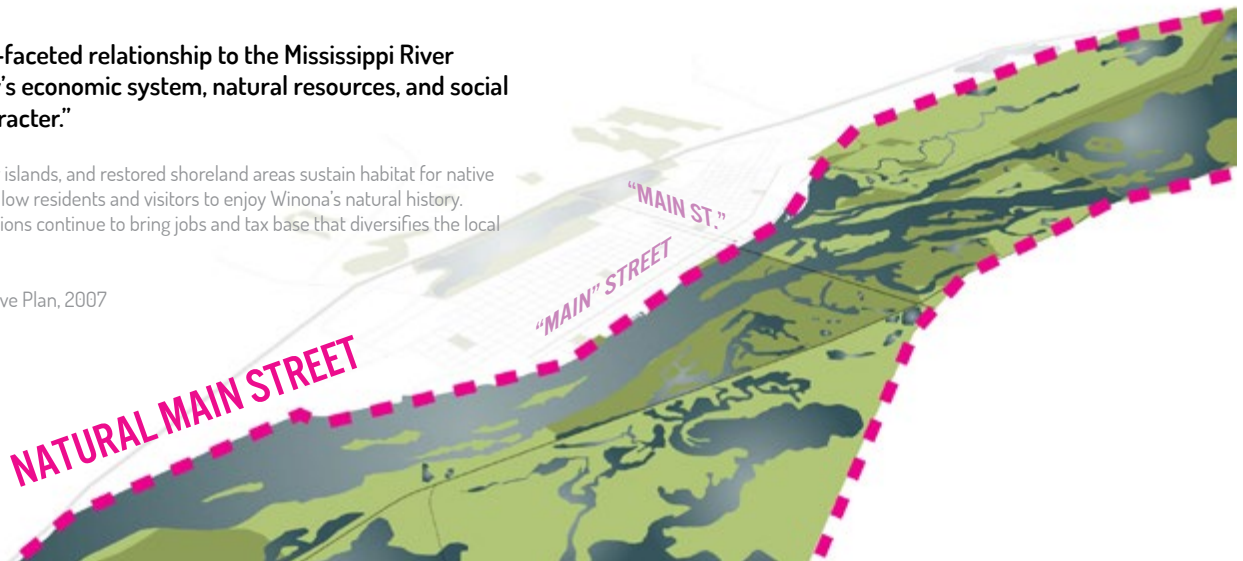 -faceted relationship to the Mississippi River
’s economic system, natural resources, and social
racter.”
islands, and restored shoreland areas sustain habitat for native
low residents and visitors to enjoy Winona’s natural history.
ions continue to bring jobs and tax base that diversifies the local
ve Plan, 2007
“MAIN ST.”
“MAIN” STREET
NATURAL MAIN STREET